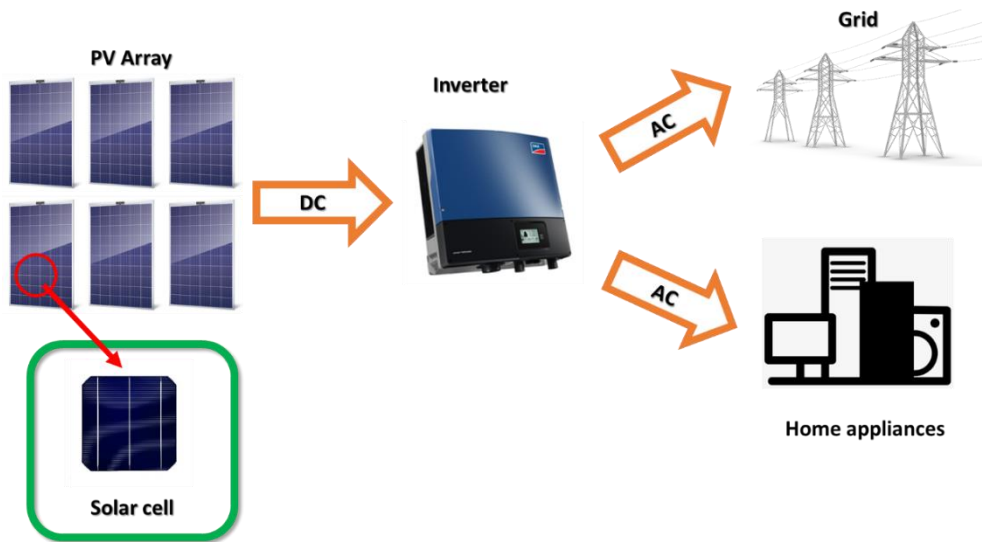 PV Array
Inverter
Grid
DC
AC
AC
Solar cell
Home appliances